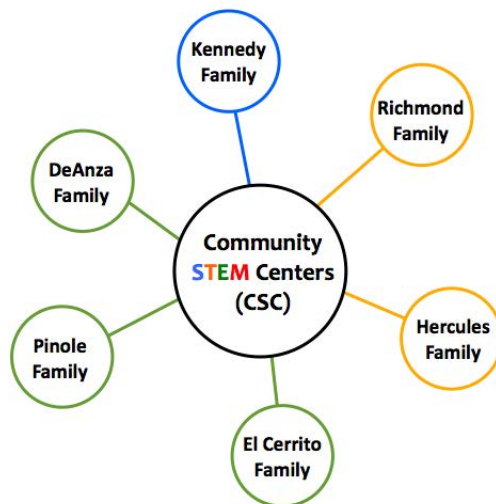 Kennedy
Family
Richmond
Family
DeAnza
Family
Community
STEM Centers
(CSC)
Pinole
Family
Hercules
Family
El Cerrito
Family